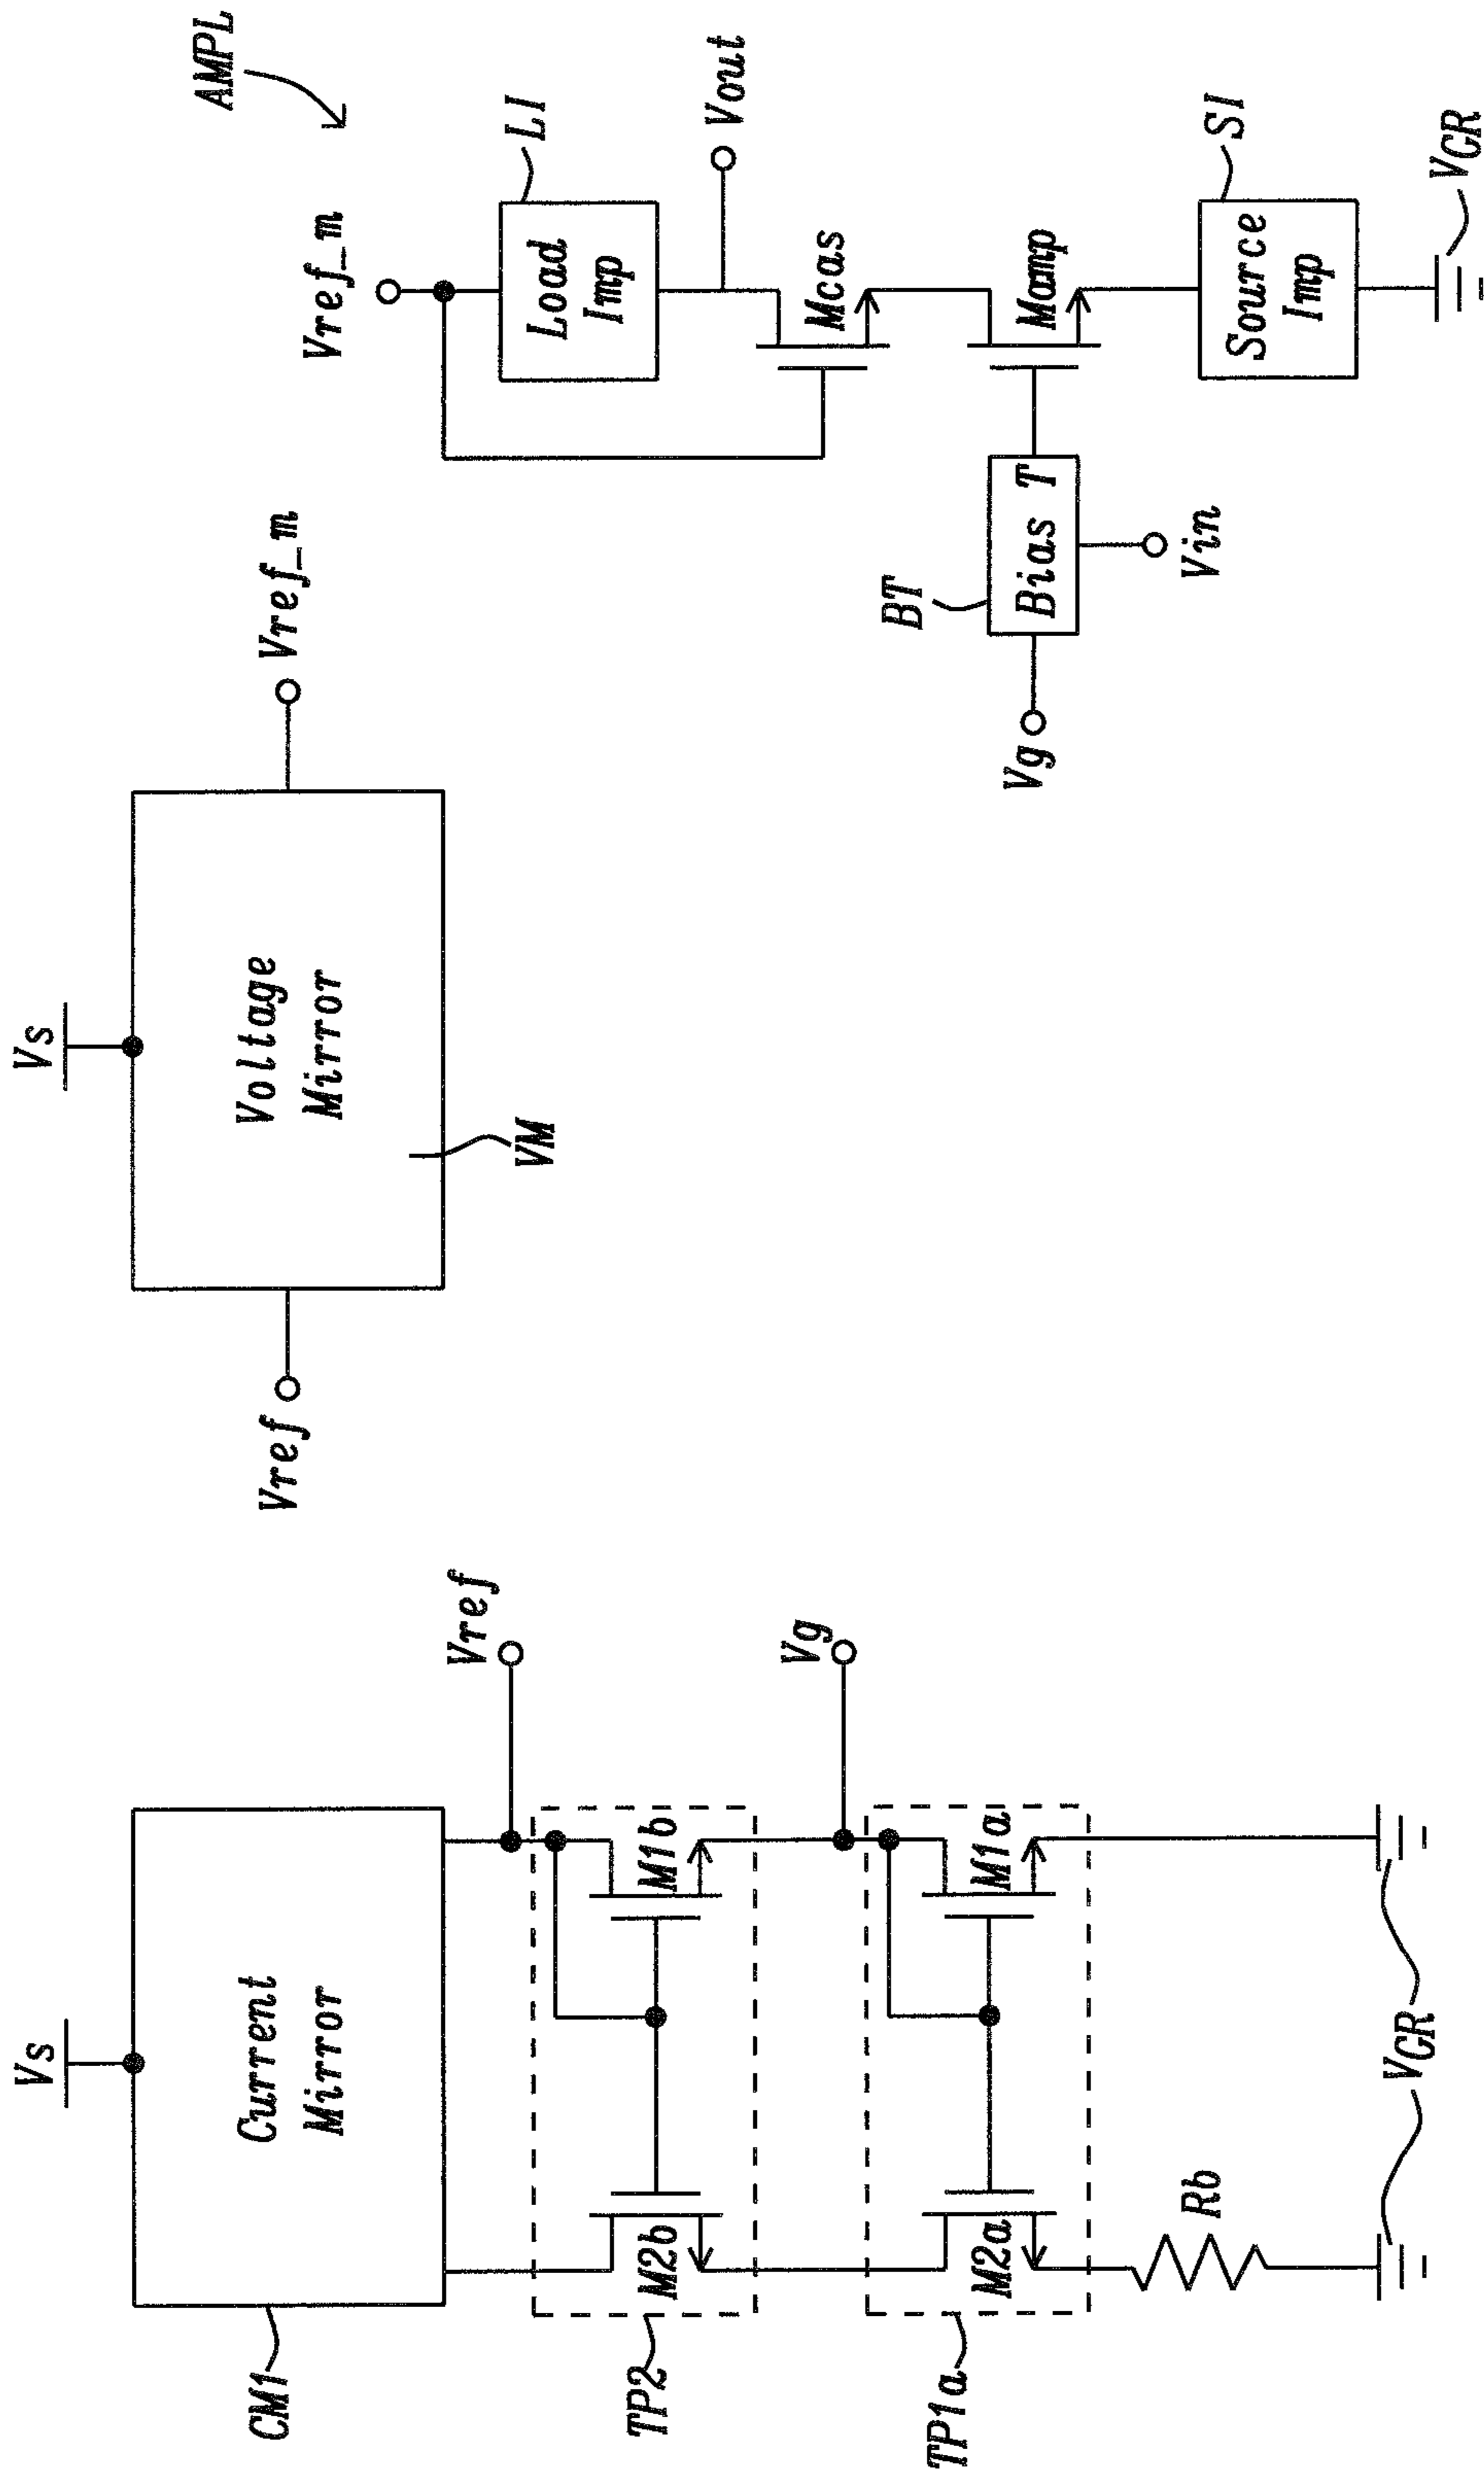 Vs
Current
Mirror
CM1
Vref
M2b
M1b
TP2
Vg
M2a
M1a
TP1a
Rb
VGR
Vs
Voltage
Mirror
VM
Vref
Vref_m
AMPL
Vref_m
Load
Imp
LI
Vout
Mcas
BT
Bias T
Mamp
Vg
Vin
Source
Imp
SI
VGR